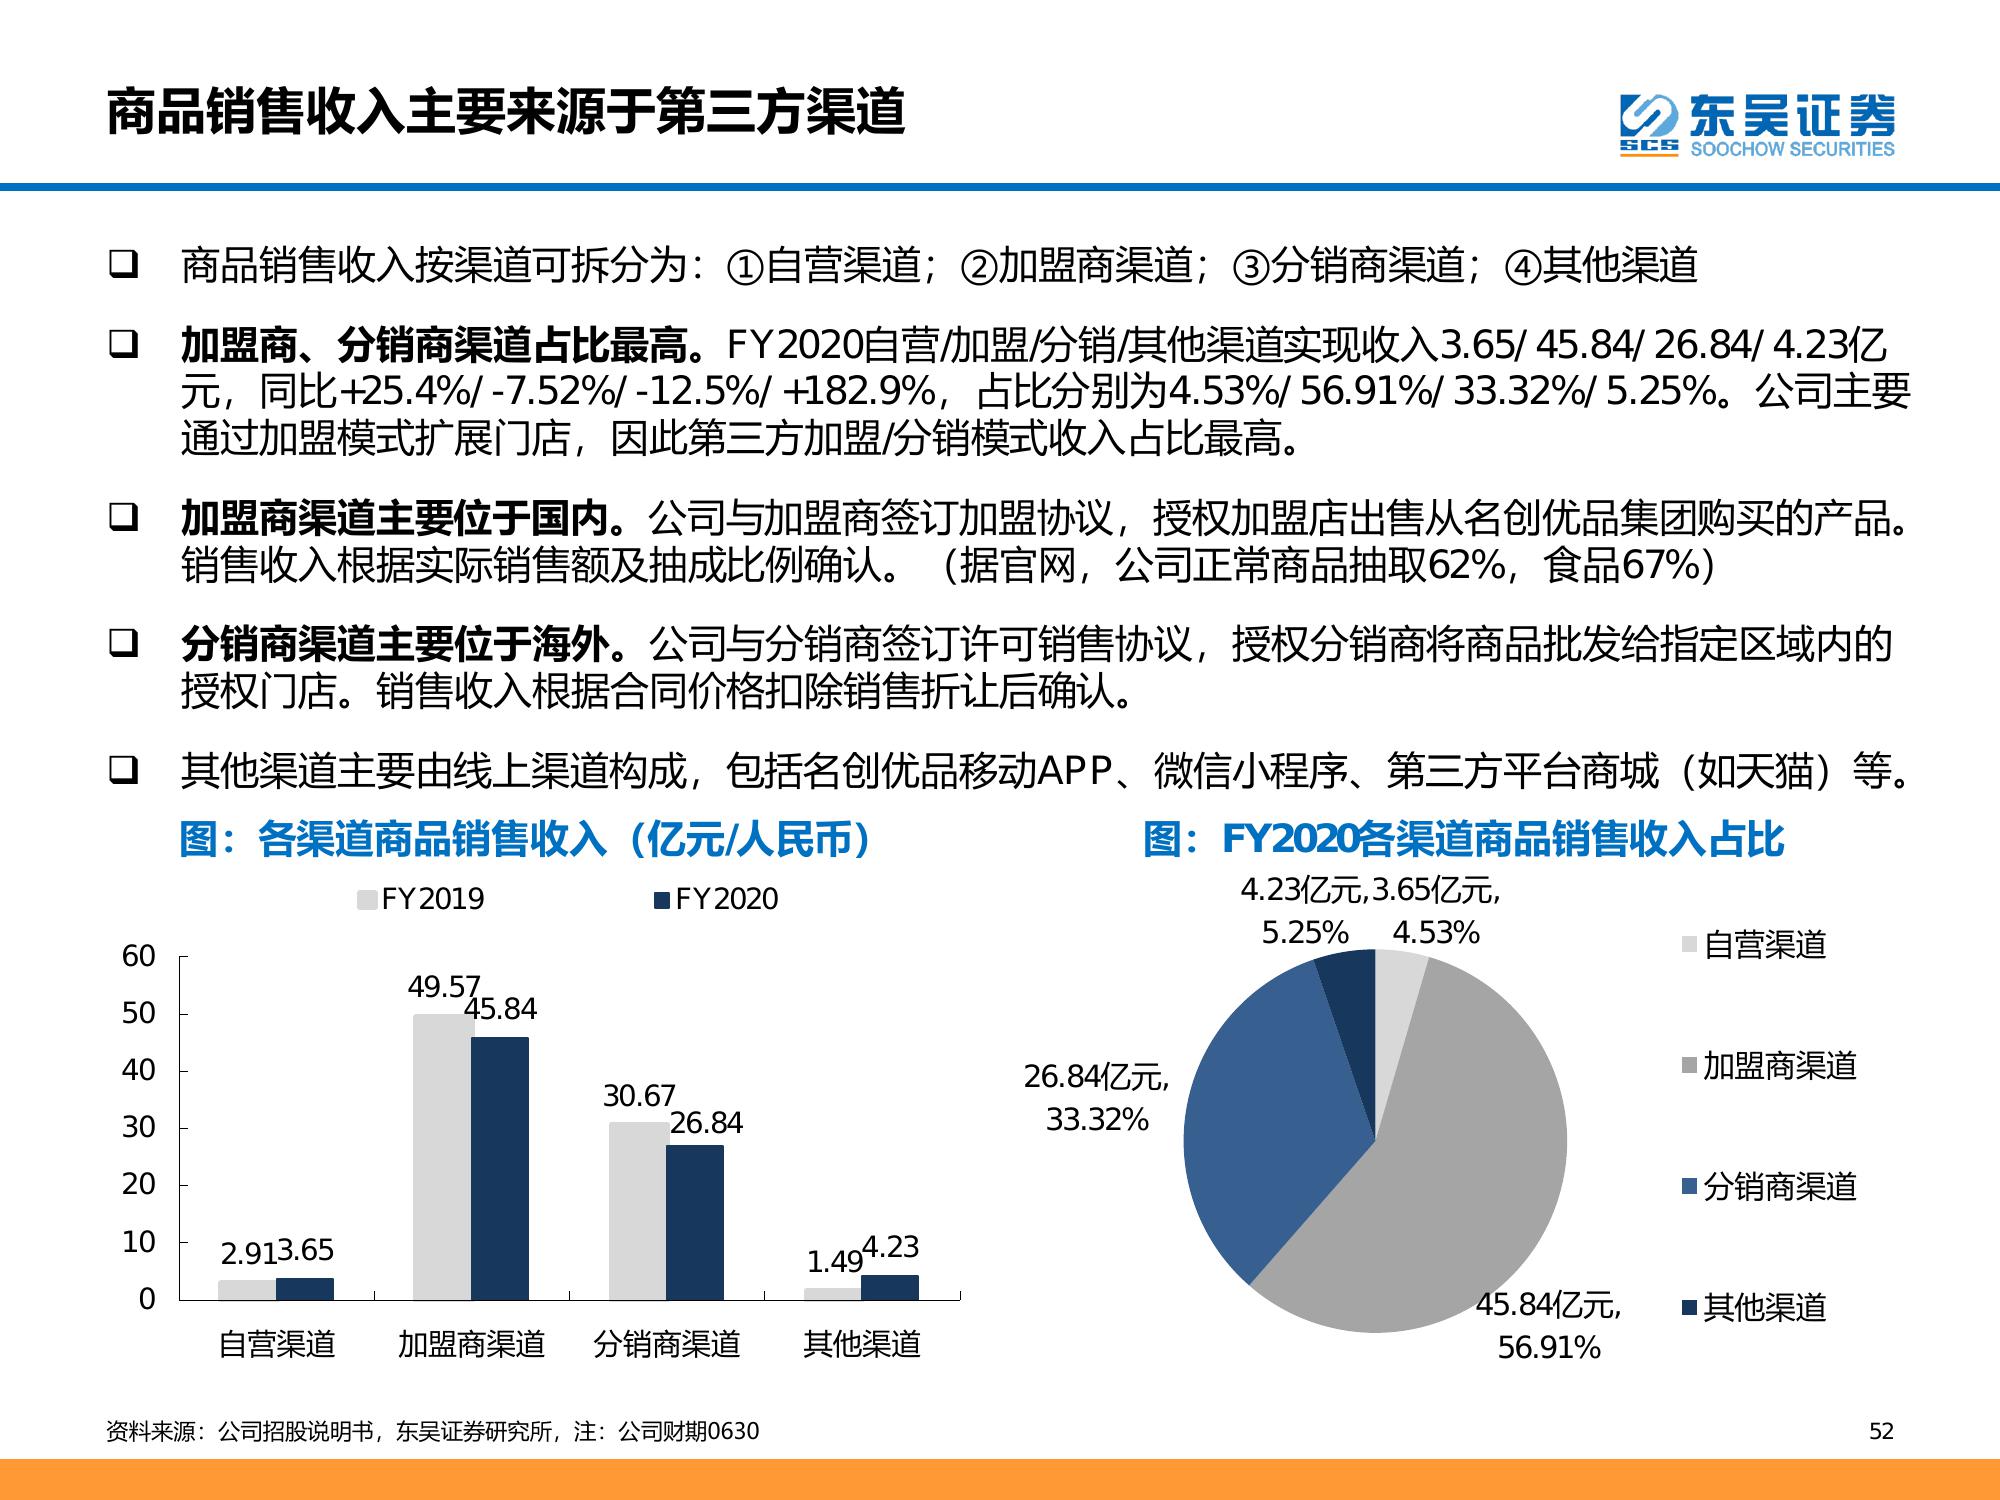 商品销售收入主要来源于第三方渠道
东吴证券
SCS
SOOCHOW SECURITIES
❑ 商品销售收入按渠道可拆分为：①自营渠道；②加盟商渠道；③分销商渠道；④其他渠道
❑ 加盟商、分销商渠道占比最高。FY2020自营/加盟/分销/其他渠道实现收入3.65/ 45.84/ 26.84/ 4.23亿
元，同比+25.4%/ -7.52%/ -12.5%/ +182.9%，占比分别为4.53%/ 56.91%/ 33.32%/ 5.25%。公司主要
通过加盟模式扩展门店，因此第三方加盟/分销模式收入占比最高。
❑ 加盟商渠道主要位于国内。公司与加盟商签订加盟协议，授权加盟店出售从名创优品集团购买的产品。
销售收入根据实际销售额及抽成比例确认。（据官网，公司正常商品抽取62%，食品67%）
❑ 分销商渠道主要位于海外。公司与分销商签订许可销售协议，授权分销商将商品批发给指定区域内的
授权门店。销售收入根据合同价格扣除销售折让后确认。
❑ 其他渠道主要由线上渠道构成，包括名创优品移动APP、微信小程序、第三方平台商城（如天猫）等。
图：各渠道商品销售收入（亿元/人民币）
FY2019 FY2020
60
50
40
30
20
10
0
2.91 3.65
49.57 45.84
30.67 26.84
1.49 4.23
自营渠道 加盟商渠道 分销商渠道 其他渠道
图：FY2020各渠道商品销售收入占比
4.23亿元, 3.65亿元,
5.25% 4.53%
26.84亿元,
33.32%
45.84亿元,
56.91%
自营渠道
加盟商渠道
分销商渠道
其他渠道
资料来源：公司招股说明书，东吴证券研究所，注：公司财期0630
52